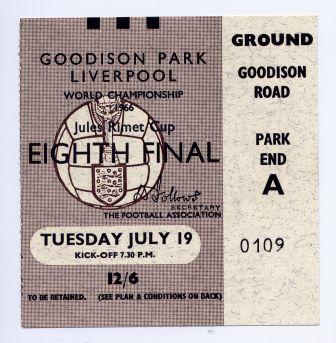 GOODISON PARK
LIVERPOOL
WORLD CHAMPIONSHIP
1966
Jules Rimet Cup
EIGHTH FINAL
D Follows
SECRETARY
THE FOOTBALL ASSOCIATION
TUESDAY JULY 19
KICK-OFF 7.30 P.M.
12/6
TO BE RETAINED. (SEE PLAN & CONDITIONS ON BACK)
GROUND
GOODISON
ROAD
PARK
END
A
0109